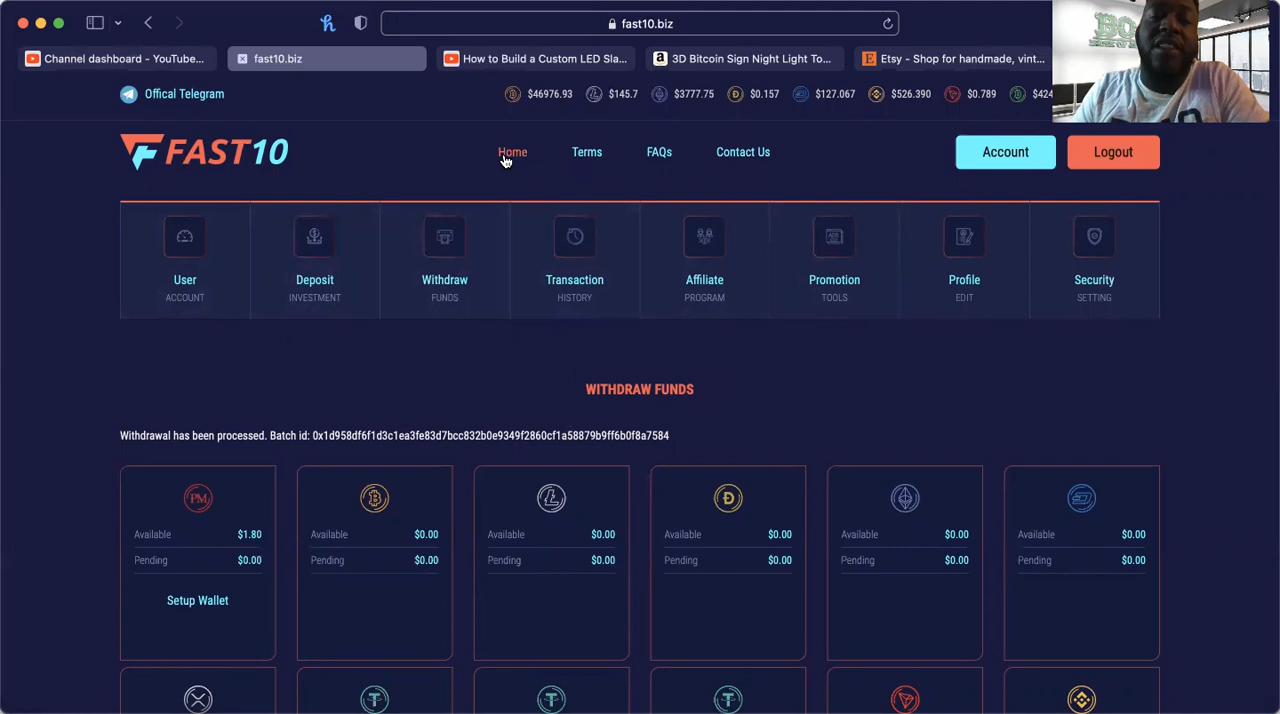 fast10.biz
Channel dashboard - YouTube...
fast10.biz
How to Build a Custom LED Sla...
3D Bitcoin Sign Night Light To...
Etsy - Shop for handmade, vint...
Offical Telegram
$46976.93
$145.7
$3777.75
$0.157
$127.067
$526.390
$0.789
$424
FAST10
Home
Terms
FAQs
Contact Us
Account
Logout
User
ACCOUNT
Deposit
INVESTMENT
Withdraw
FUNDS
Transaction
HISTORY
Affiliate
PROGRAM
Promotion
TOOLS
Profile
EDIT
Security
SETTING
WITHDRAW FUNDS
Withdrawal has been processed. Batch id: 0x1d958df6f1d3c1ea3fe83d7bcc832b0e9349f2860cf1a58879b9ff6b0f8a7584
PM
Available $1.80
Pending $0.00
Setup Wallet
Available $0.00
Pending $0.00
Available $0.00
Pending $0.00
Available $0.00
Pending $0.00
Available $0.00
Pending $0.00
Available $0.00
Pending $0.00